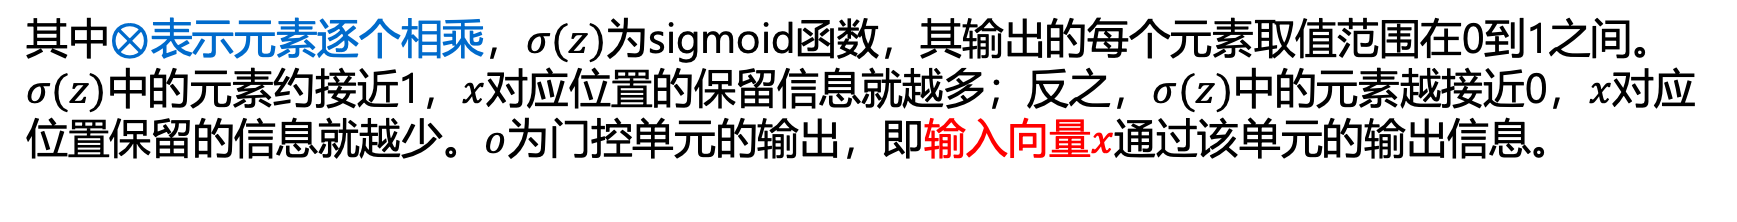 其中⊗表示元素逐个相乘，σ(z)为sigmoid函数，其输出的每个元素取值范围在0到1之间。
σ(z)中的元素约接近1，x对应位置的保留信息就越多；反之，σ(z)中的元素越接近0，x对应
位置保留的信息就越少。o为门控单元的输出，即输入向量x通过该单元的输出信息。